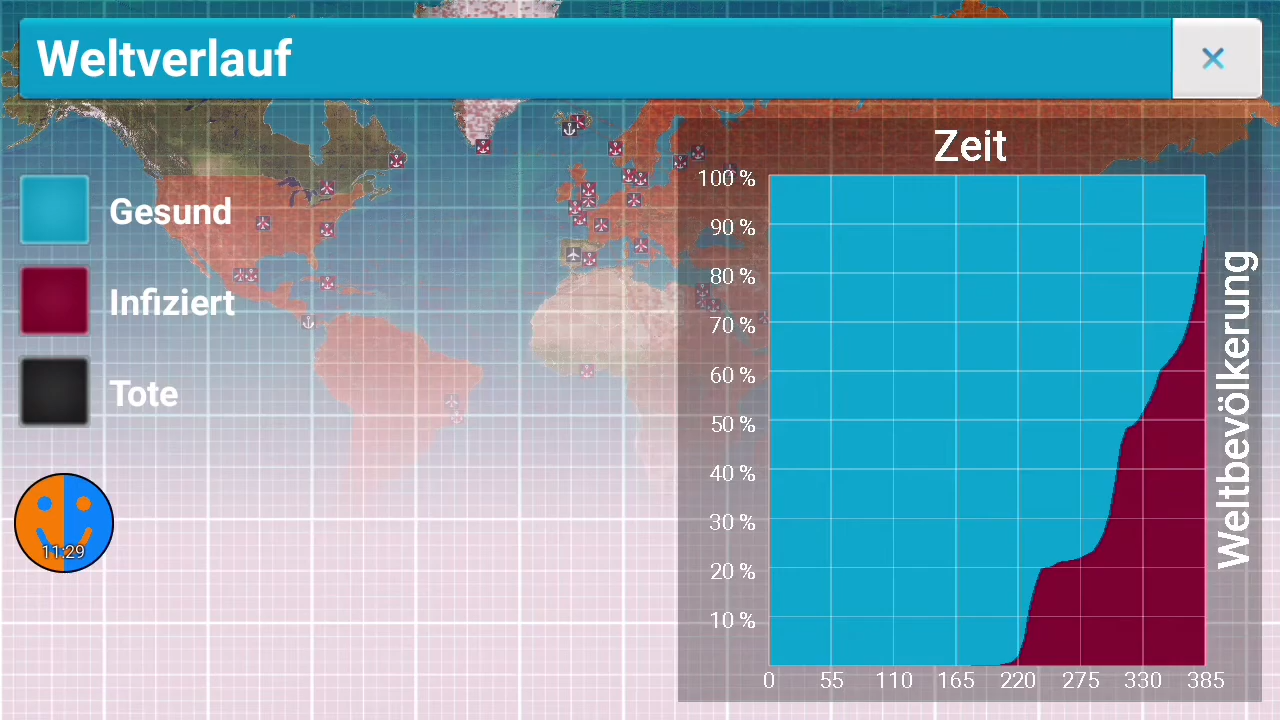 Weltverlauf
×
Gesund
Infiziert
Tote
11:29
Zeit
100 %
90 %
80 %
70 %
60 %
50 %
40 %
30 %
20 %
10 %
0 55 110 165 220 275 330 385
Weltbevölkerung